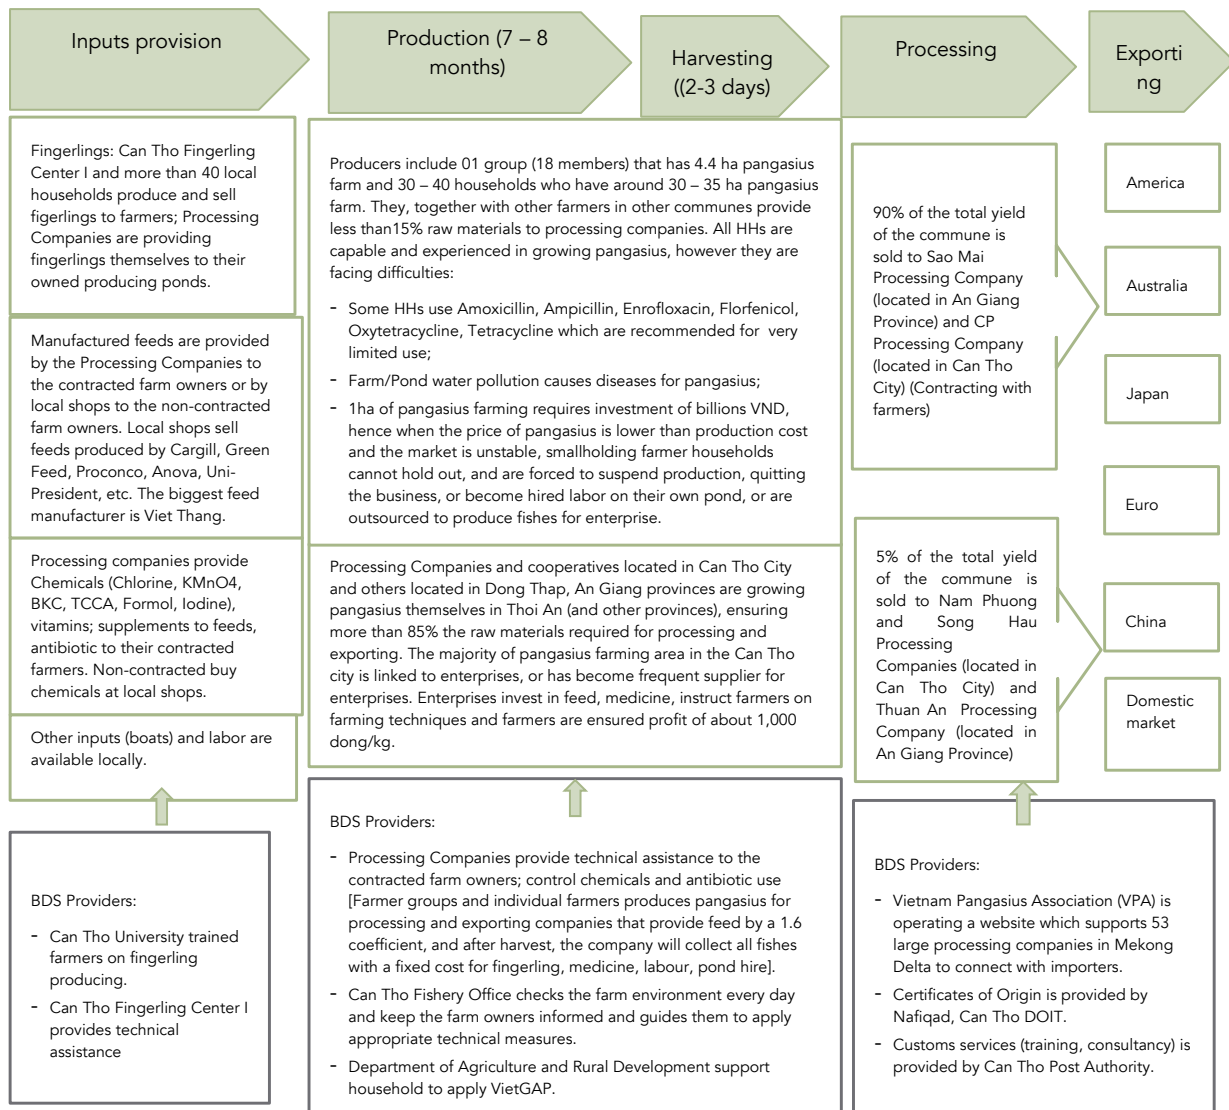 Inputs provision
Production (7 – 8
months)
Harvesting
((2-3 days)
Processing
Exporti
ng
Fingerlings: Can Tho Fingerling
Center I and more than 40 local
households produce and sell
figerlings to farmers; Processing
Companies are providing
fingerlings themselves to their
owned producing ponds.
Manufactured feeds are provided
by the Processing Companies to
the contracted farm owners or by
local shops to the non-contracted
farm owners. Local shops sell
feeds produced by Cargill, Green
Feed, Proconco, Anova, Uni-
President, etc. The biggest feed
manufacturer is Viet Thang.
Processing companies provide
Chemicals (Chlorine, KMnO4,
BKC, TCCA, Formol, Iodine),
vitamins; supplements to feeds,
antibiotic to their contracted
farmers. Non-contracted buy
chemicals at local shops.
Other inputs (boats) and labor are
available locally.
BDS Providers:
- Can Tho University trained
farmers on fingerling
producing.
- Can Tho Fingerling Center I
provides technical
assistance
Producers include 01 group (18 members) that has 4.4 ha pangasius
farm and 30 – 40 households who have around 30 – 35 ha pangasius
farm. They, together with other farmers in other communes provide
less than15% raw materials to processing companies. All HHs are
capable and experienced in growing pangasius, however they are
facing difficulties:
- Some HHs use Amoxicillin, Ampicillin, Enrofloxacin, Florfenicol,
Oxytetracycline, Tetracycline which are recommended for very
limited use;
- Farm/Pond water pollution causes diseases for pangasius;
- 1ha of pangasius farming requires investment of billions VND,
hence when the price of pangasius is lower than production cost
and the market is unstable, smallholding farmer households
cannot hold out, and are forced to suspend production, quitting
the business, or become hired labor on their own pond, or are
outsourced to produce fishes for enterprise.
Processing Companies and cooperatives located in Can Tho City
and others located in Dong Thap, An Giang provinces are growing
pangasius themselves in Thoi An (and other provinces), ensuring
more than 85% the raw materials required for processing and
exporting. The majority of pangasius farming area in the Can Tho
city is linked to enterprises, or has become frequent supplier for
enterprises. Enterprises invest in feed, medicine, instruct farmers on
farming techniques and farmers are ensured profit of about 1,000
dong/kg.
BDS Providers:
- Processing Companies provide technical assistance to the
contracted farm owners; control chemicals and antibiotic use
[Farmer groups and individual farmers produces pangasius for
processing and exporting companies that provide feed by a 1.6
coefficient, and after harvest, the company will collect all fishes
with a fixed cost for fingerling, medicine, labour, pond hire].
- Can Tho Fishery Office checks the farm environment every day
and keep the farm owners informed and guides them to apply
appropriate technical measures.
- Department of Agriculture and Rural Development support
household to apply VietGAP.
90% of the total yield
of the commune is
sold to Sao Mai
Processing Company
(located in An Giang
Province) and CP
Processing Company
(located in Can Tho
City) (Contracting with
farmers)
5% of the total yield
of the commune is
sold to Nam Phuong
and Song Hau
Processing
Companies (located in
Can Tho City) and
Thuan An Processing
Company (located in
An Giang Province)
BDS Providers:
- Vietnam Pangasius Association (VPA) is
operating a website which supports 53
large processing companies in Mekong
Delta to connect with importers.
- Certificates of Origin is provided by
Nafiqad, Can Tho DOIT.
- Customs services (training, consultancy) is
provided by Can Tho Post Authority.
America
Australia
Japan
Euro
China
Domestic
market